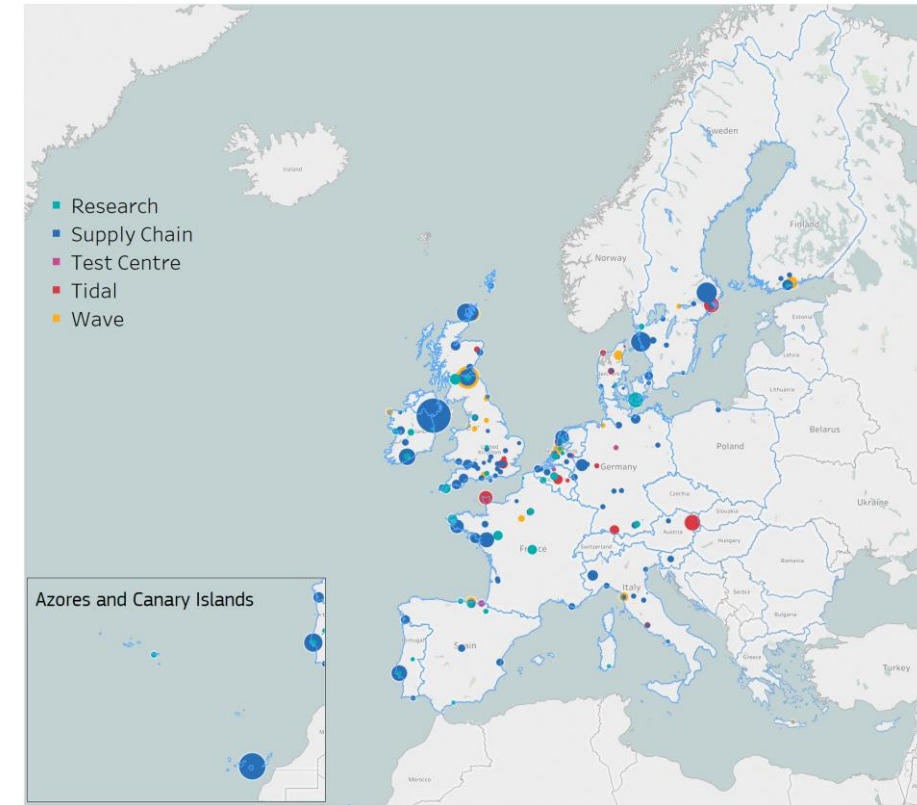 Sweden
Iceland
Finland
Norway
Research
Supply Chain
Test Centre
Tidal
Wave
Estonia
Latvia
Lithuania
Belarus
Poland
Germany
Czechia
Ukraine
Slovakia
Austria
Hungary
France
Switzerland
Romania
Italy
Serbia
Bulgaria
Azores and Canary Islands
Portugal
Spain
Greece
Turkey
Morocco